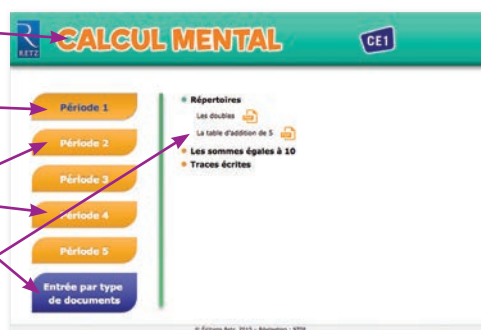 RETZ
CALCUL MENTAL
CE1
Période 1
Période 2
Période 3
Période 4
Période 5
Entrée par type
de documents
Répertoires
Les doubles
La table d'addition de 5
Les sommes égales à 10
Traces écrites